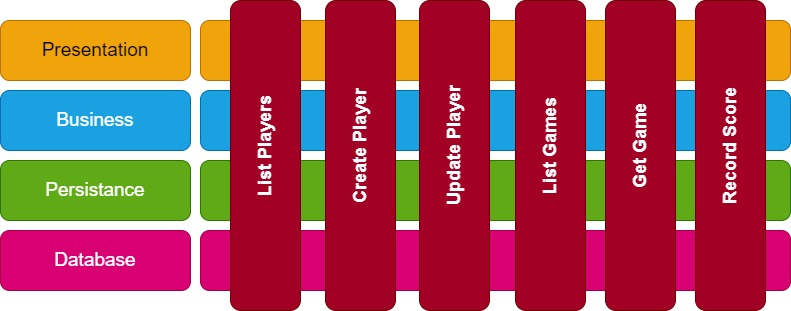 Presentation
Business
Persistance
Database
List Players
Create Player
Update Player
List Games
Get Game
Record Score